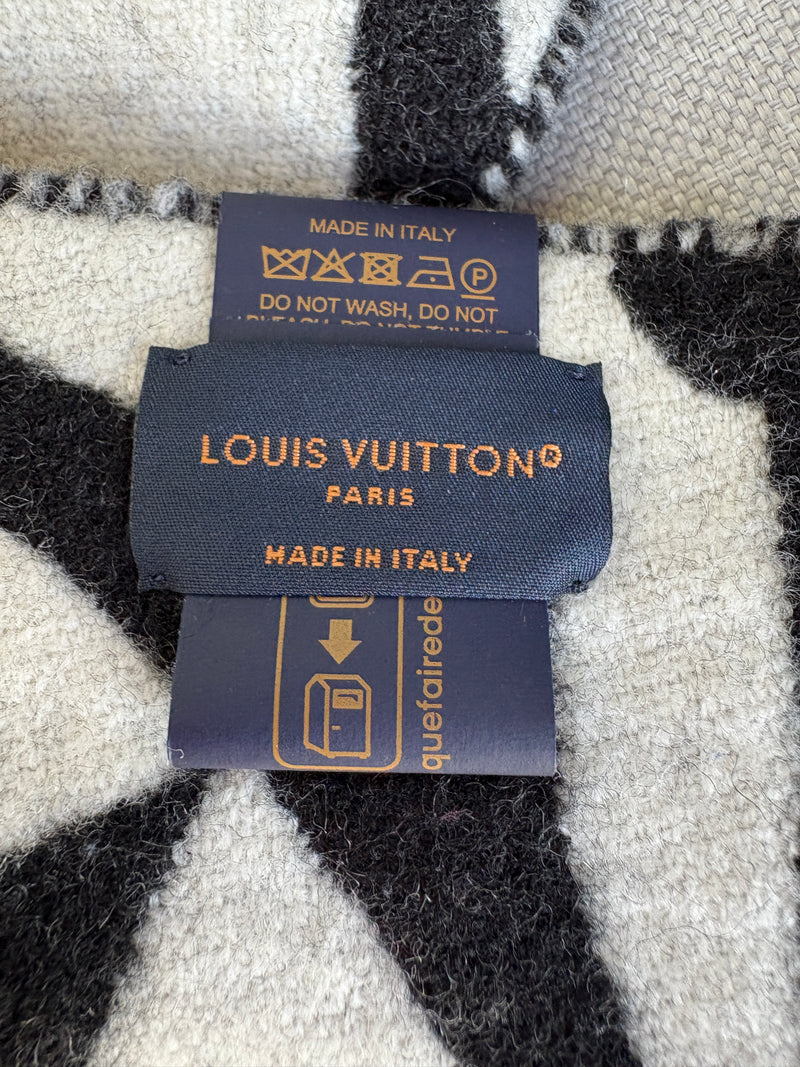 MADE IN ITALY
DO NOT WASH, DO NOT
LOUIS VUITTON®
PARIS
MADE IN ITALY
quefairede